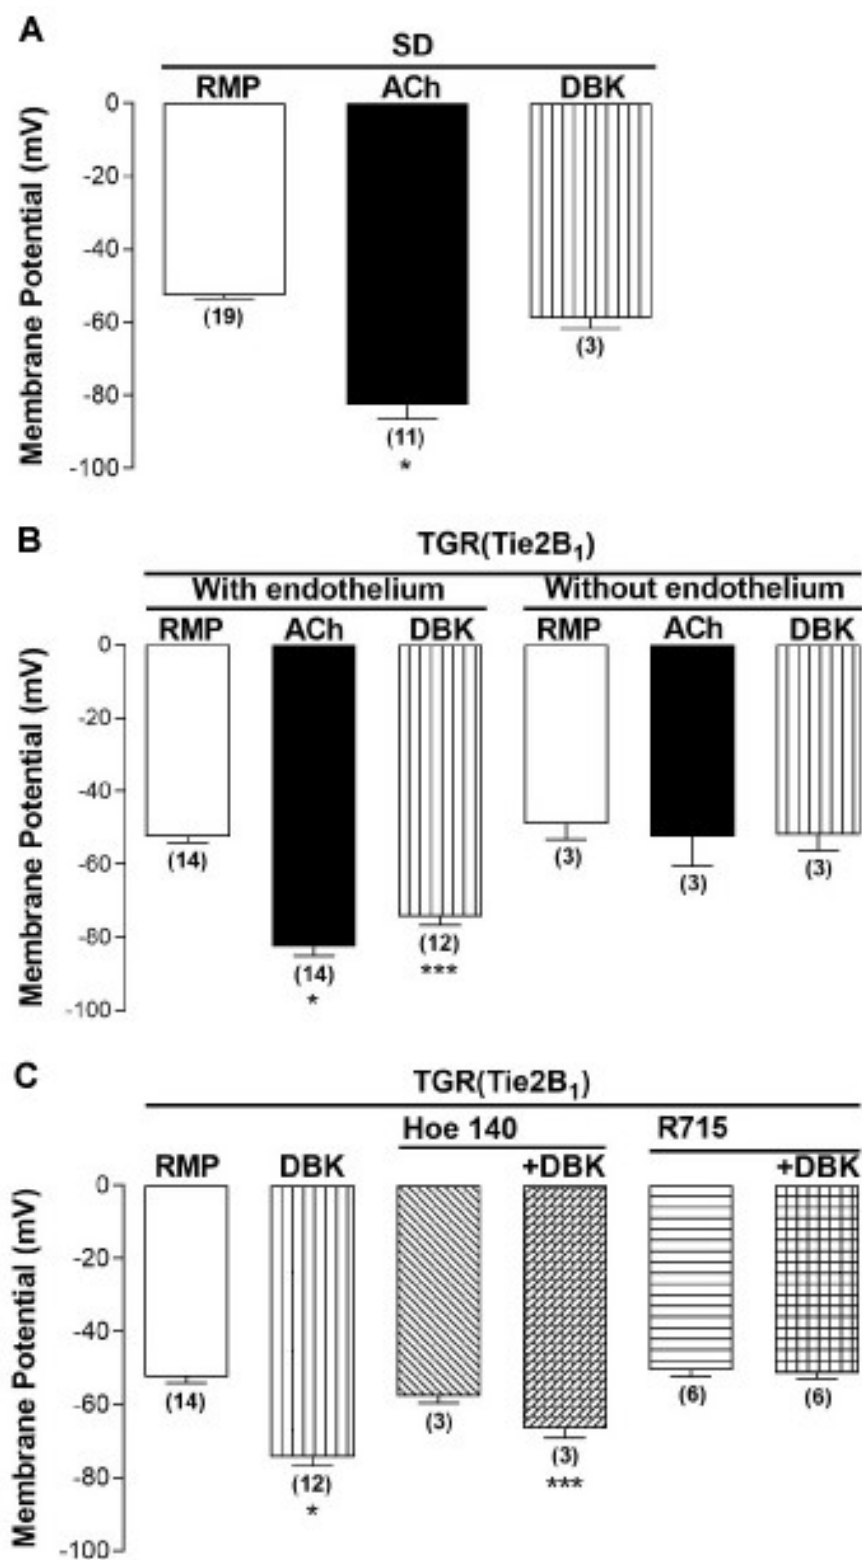 A
SD
RMP ACh DBK
Membrane Potential (mV)
0
-20
-40
-60
-80
-100
(19)
(11)
*
(3)
B
TGR(Tie2B₁)
With endothelium Without endothelium
RMP ACh DBK RMP ACh DBK
Membrane Potential (mV)
0
-20
-40
-60
-80
-100
(14)
(14)
*
(12)
***
(3)
(3)
(3)
C
TGR(Tie2B₁)
Hoe 140 R715
RMP DBK +DBK +DBK
Membrane Potential (mV)
0
-20
-40
-60
-80
-100
(14)
(12)
*
(3)
(3)
***
(6)
(6)